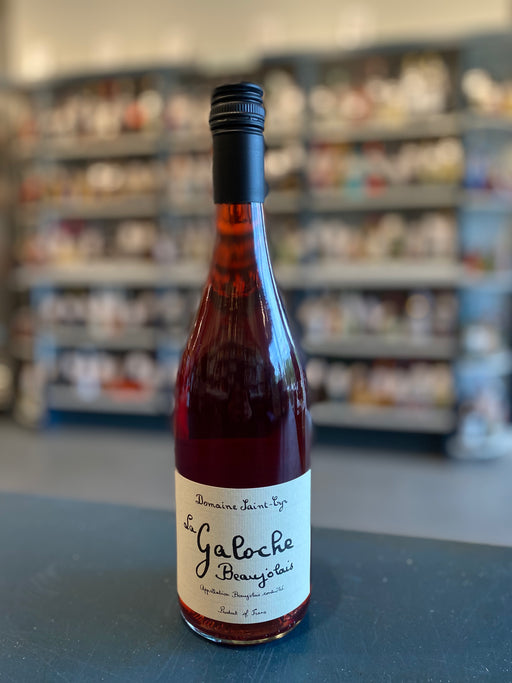 Domaine Saint-Cyr
La
Galoche
Beaujolais
Appellation Beaujolais contrôlée
Product of France